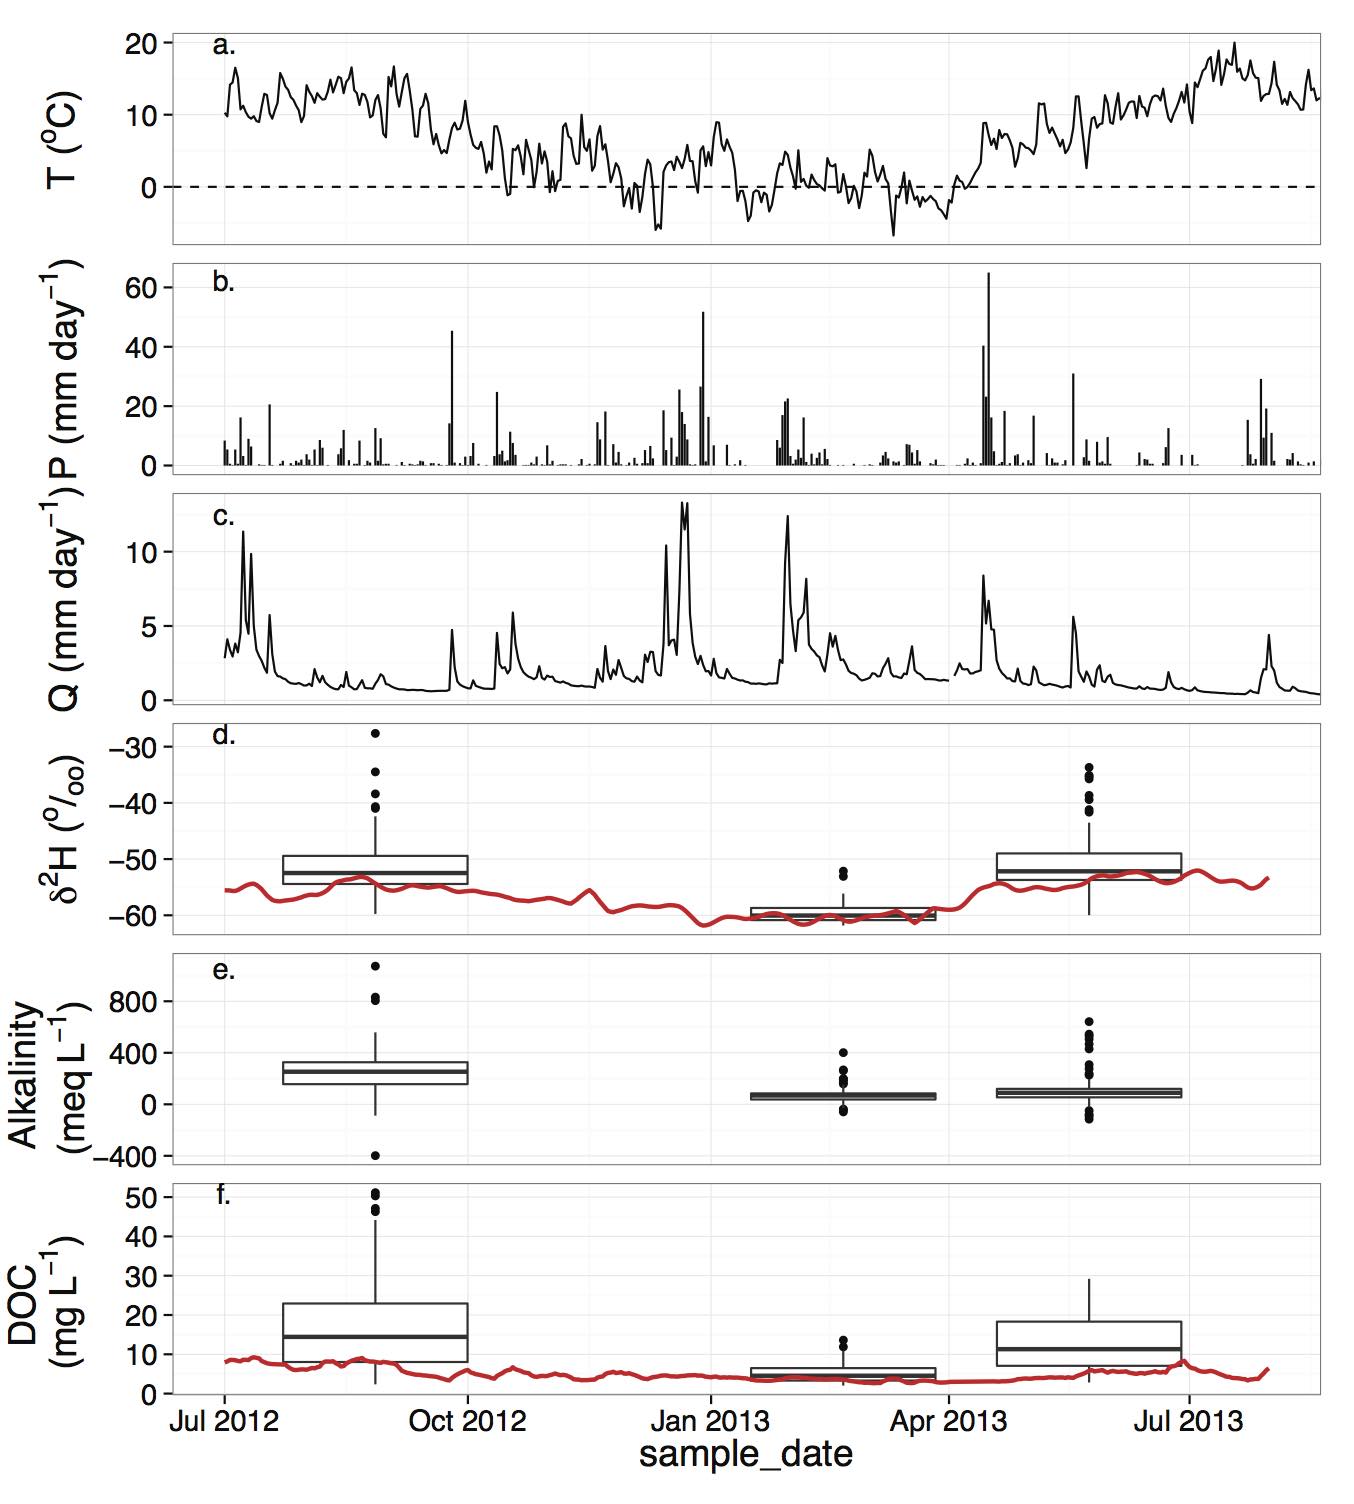 a.
T (°C)
20
10
0
b.
P (mm day⁻¹)
60
40
20
0
c.
Q (mm day⁻¹)
10
5
0
d.
δ²H (°/₀₀)
−30
−40
−50
−60
e.
Alkalinity
(meq L⁻¹)
800
400
0
−400
f.
DOC
(mg L⁻¹)
50
40
30
20
10
0
Jul 2012 Oct 2012 Jan 2013 Apr 2013 Jul 2013
sample_date